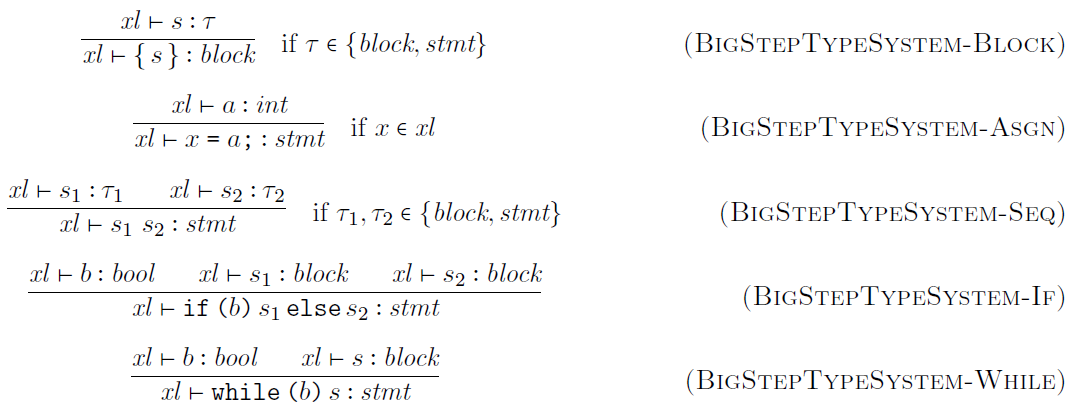 xl ⊢ s : τ
xl ⊢ { s } : block if τ ∈ {block, stmt} (BIGSTEPTYPESYSTEM-BLOCK)
xl ⊢ a : int
xl ⊢ x = a; : stmt if x ∈ xl (BIGSTEPTYPESYSTEM-ASGN)
xl ⊢ s₁ : τ₁ xl ⊢ s₂ : τ₂
xl ⊢ s₁ s₂ : stmt if τ₁, τ₂ ∈ {block, stmt} (BIGSTEPTYPESYSTEM-SEQ)
xl ⊢ b : bool xl ⊢ s₁ : block xl ⊢ s₂ : block
xl ⊢ if (b) s₁ else s₂ : stmt (BIGSTEPTYPESYSTEM-IF)
xl ⊢ b : bool xl ⊢ s : block
xl ⊢ while (b) s : stmt (BIGSTEPTYPESYSTEM-WHILE)